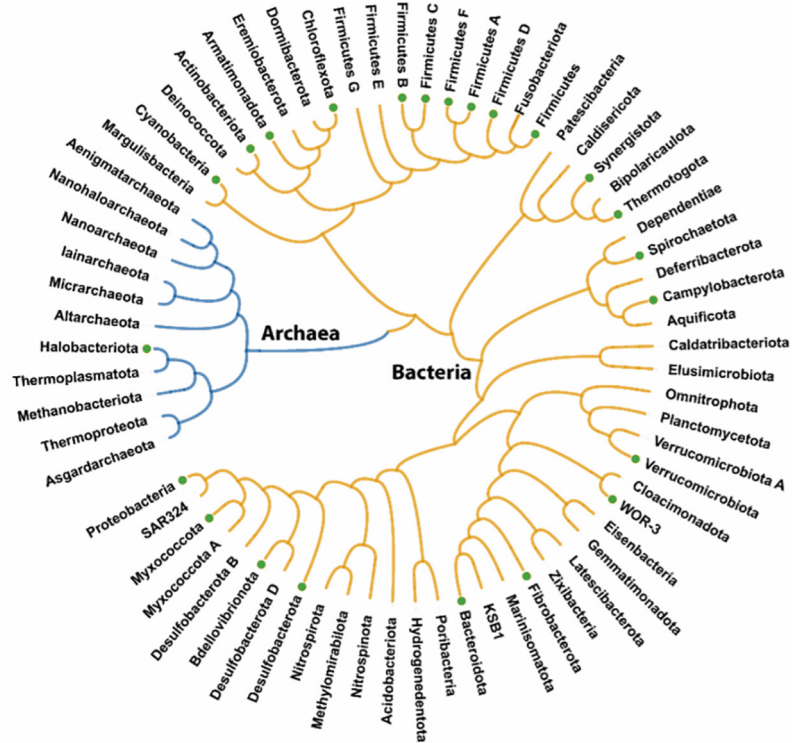 Aenigmatarchaeota
Margulisbacteria
Cyanobacteria
Deinococcota
Actinobacteriota
Armatimonadota
Eremiobacterota
Dormibacterota
Chloroflexota
Firmicutes G
Firmicutes E
Firmicutes B
Firmicutes C
Firmicutes F
Firmicutes A
Firmicutes D
Fusobacteriota
Firmicutes
Patescibacteria
Caldisericota
Synergistota
Bipolaricaulota
Thermotogota
Dependentiae
Spirochaetota
Deferribacterota
Campylobacterota
Aquificota
Caldatribacteriota
Elusimicrobiota
Omnitrophota
Planctomycetota
Verrucomicrobiota A
Verrucomicrobiota
Cloacimonadota
WOR-3
Eisenbacteria
Gemmatimonadota
Latescibacterota
Zixibacteria
Fibrobacterota
Marinisomatota
KSB1
Bacteroidota
Poribacteria
Hydrogenedentota
Acidobacteriota
Nitrospinota
Methylomirabilota
Nitrospirota
Desulfobacterota
Desulfobacterota D
Bdellovibrionota
Desulfobacterota B
Myxococcota A
Myxococcota
SAR324
Proteobacteria
Asgardarchaeota
Thermoproteota
Methanobacteriota
Thermoplasmatota
Halobacteriota
Altarchaeota
Micrarchaeota
Iainarchaeota
Nanoarchaeota
Nanohaloarchaeota
Archaea
Bacteria